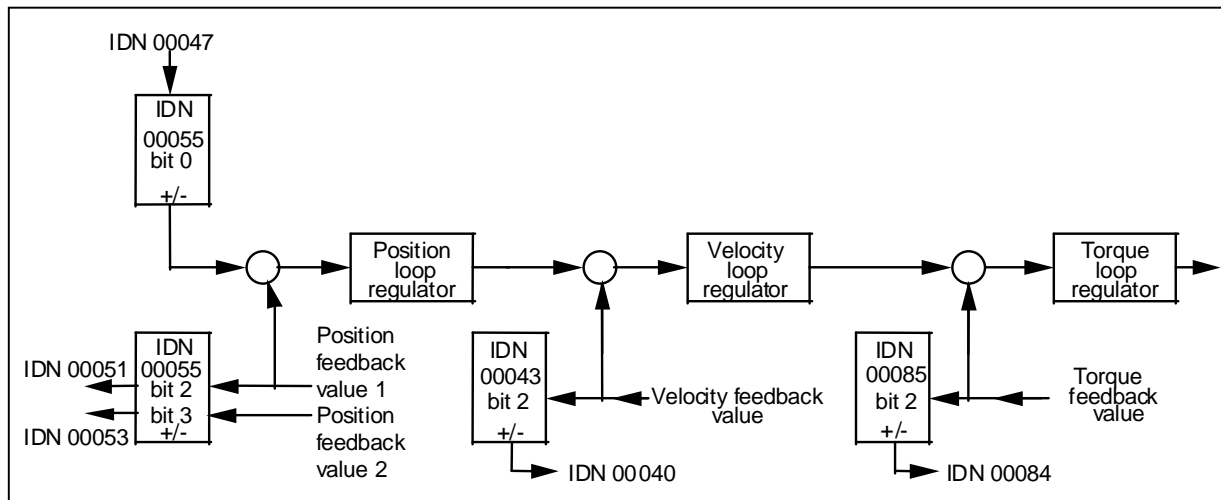 IDN 00047
IDN
00055
bit 0
+/-
Position
loop
regulator
Velocity
loop
regulator
Torque
loop
regulator
IDN 00051
IDN 00053
IDN
00055
bit 2
bit 3
+/-
Position
feedback
value 1
Position
feedback
value 2
IDN
00043
bit 2
+/-
IDN 00040
Velocity feedback
value
IDN
00085
bit 2
+/-
IDN 00084
Torque
feedback
value